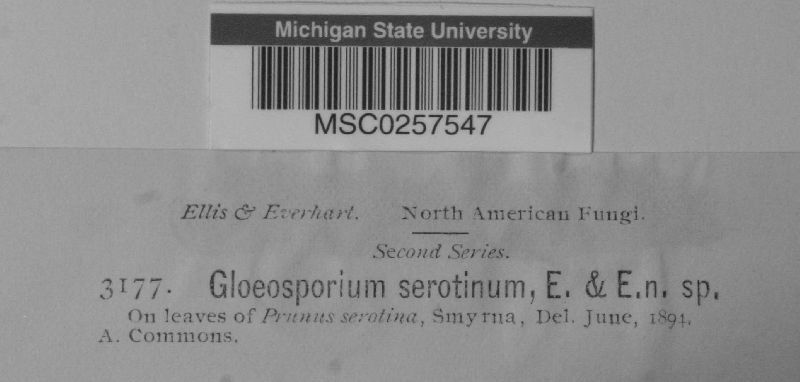 Michigan State University
MSC0257547
Ellis & Everhart. North American Fungi.
Second Series.
3177. Gloeosporium serotinum, E. & E.n. sp.
On leaves of Prunus serotina, Smyrna, Del. June, 1894.
A. Commons.